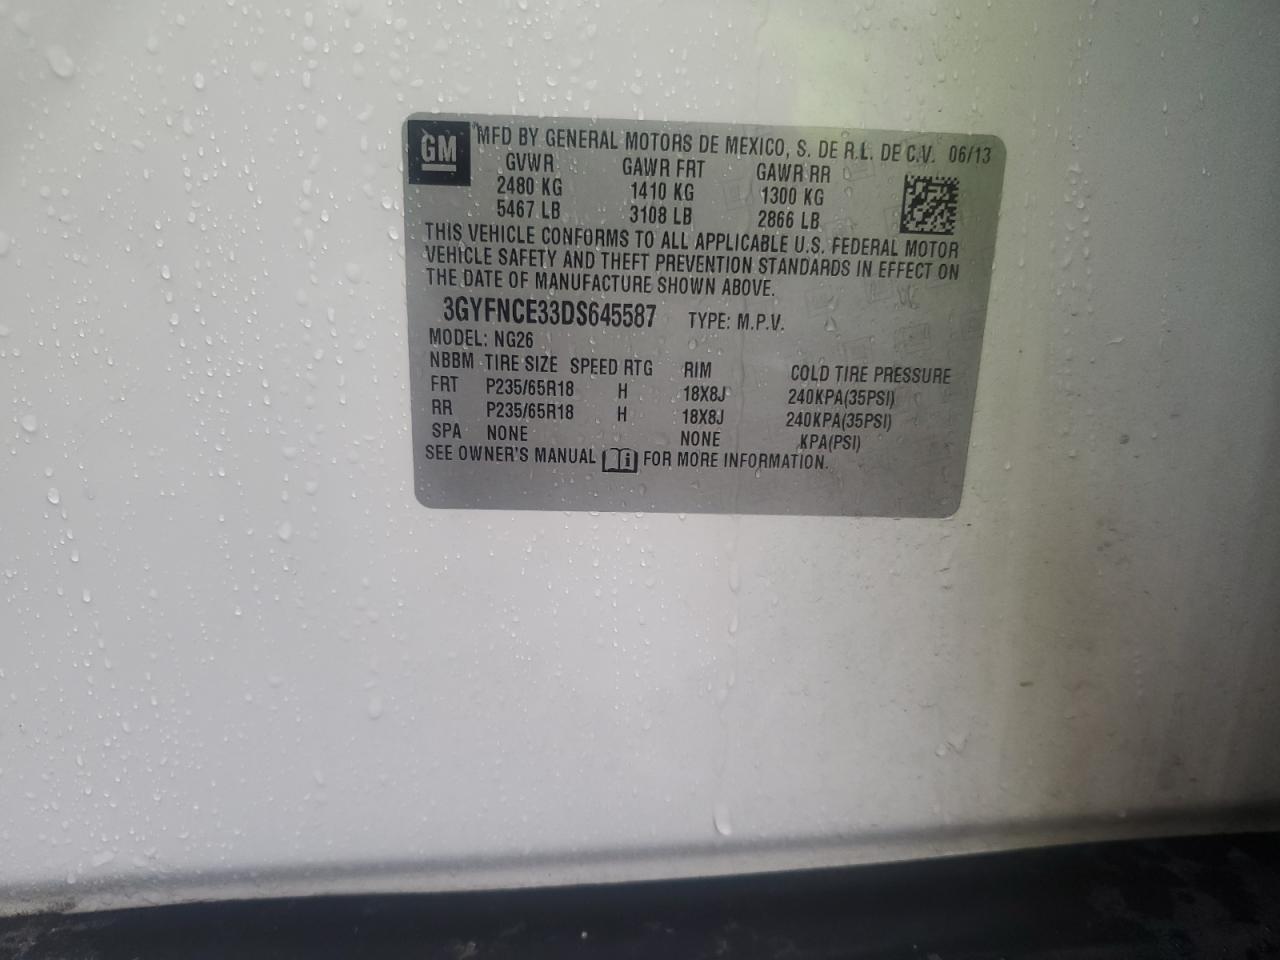 GM MFD BY GENERAL MOTORS DE MEXICO, S. DE R.L. DE C.V. 06/13
GVWR GAWR FRT GAWR RR
2480 KG 1410 KG 1300 KG
5467 LB 3108 LB 2866 LB
THIS VEHICLE CONFORMS TO ALL APPLICABLE U.S. FEDERAL MOTOR
VEHICLE SAFETY AND THEFT PREVENTION STANDARDS IN EFFECT ON
THE DATE OF MANUFACTURE SHOWN ABOVE.
3GYFNCE33DS645587 TYPE: M.P.V.
MODEL: NG26
NBBM TIRE SIZE SPEED RTG RIM COLD TIRE PRESSURE
FRT P235/65R18 H 18X8J 240KPA(35PSI)
RR P235/65R18 H 18X8J 240KPA(35PSI)
SPA NONE NONE KPA(PSI)
SEE OWNER'S MANUAL FOR MORE INFORMATION.